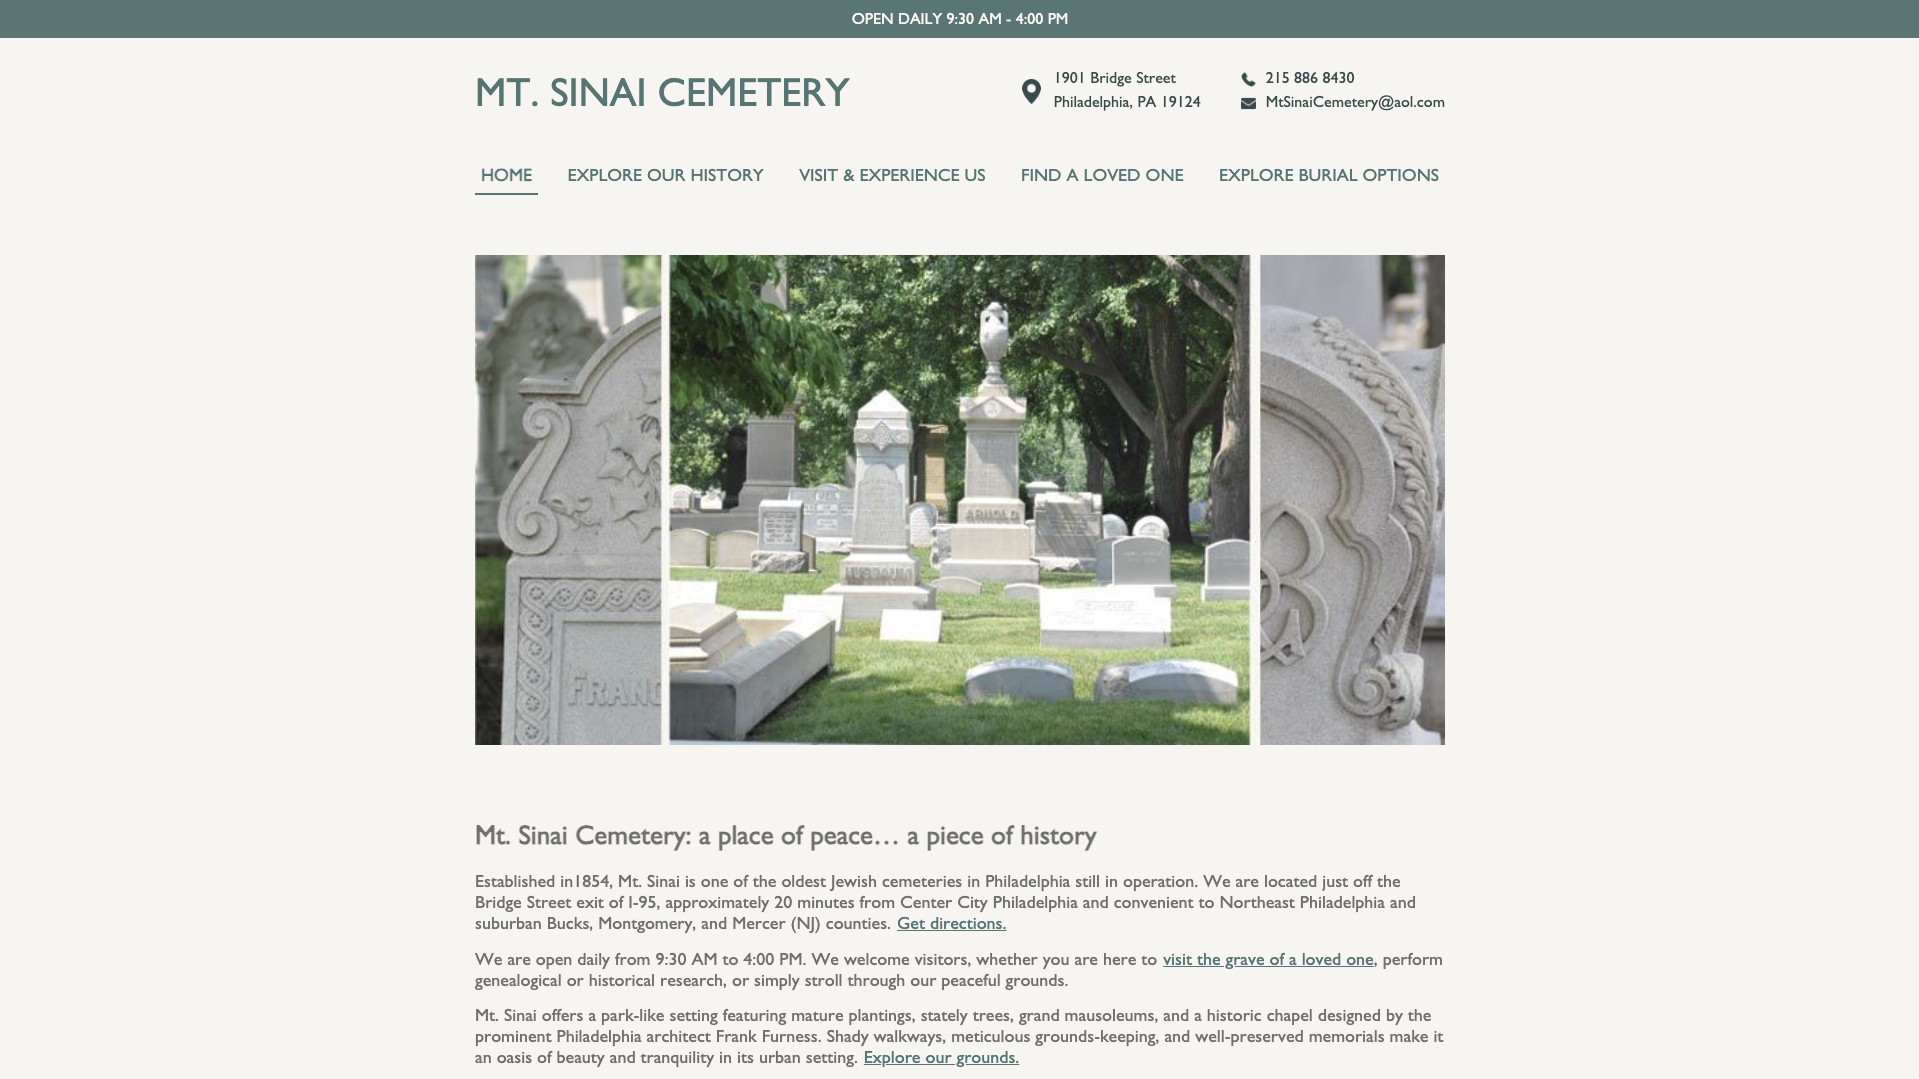 OPEN DAILY 9:30 AM - 4:00 PM
MT. SINAI CEMETERY
1901 Bridge Street
Philadelphia, PA 19124
215 886 8430
MtSinaiCemetery@aol.com
HOME EXPLORE OUR HISTORY VISIT & EXPERIENCE US FIND A LOVED ONE EXPLORE BURIAL OPTIONS
ARNOLD
FRANC
Mt. Sinai Cemetery: a place of peace… a piece of history
Established in1854, Mt. Sinai is one of the oldest Jewish cemeteries in Philadelphia still in operation. We are located just off the
Bridge Street exit of I-95, approximately 20 minutes from Center City Philadelphia and convenient to Northeast Philadelphia and
suburban Bucks, Montgomery, and Mercer (NJ) counties. Get directions.
We are open daily from 9:30 AM to 4:00 PM. We welcome visitors, whether you are here to visit the grave of a loved one, perform
genealogical or historical research, or simply stroll through our peaceful grounds.
Mt. Sinai offers a park-like setting featuring mature plantings, stately trees, grand mausoleums, and a historic chapel designed by the
prominent Philadelphia architect Frank Furness. Shady walkways, meticulous grounds-keeping, and well-preserved memorials make it
an oasis of beauty and tranquility in its urban setting. Explore our grounds.